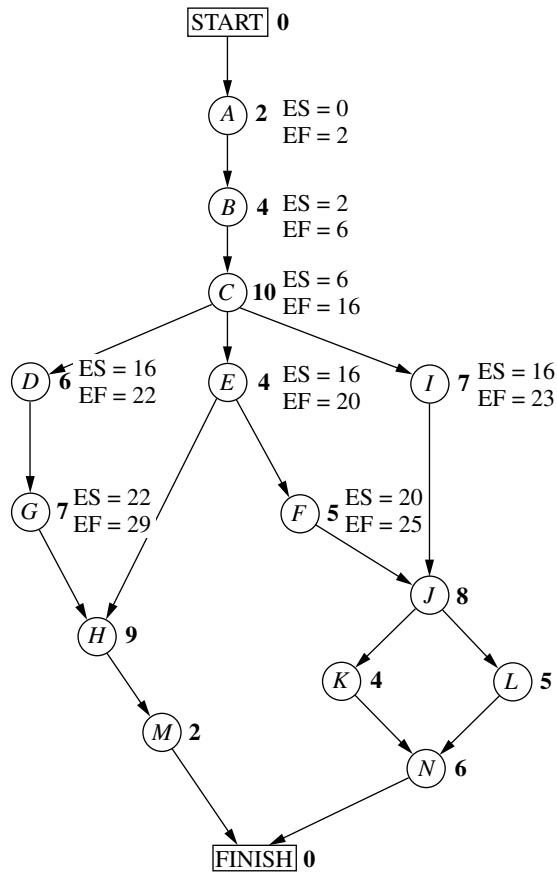 START 0
A 2 ES = 0
EF = 2
B 4 ES = 2
EF = 6
C 10 ES = 6
EF = 16
D 6 ES = 16
EF = 22
E 4 ES = 16
EF = 20
I 7 ES = 16
EF = 23
G 7 ES = 22
EF = 29
F 5 ES = 20
EF = 25
J 8
H 9
K 4
L 5
M 2
N 6
FINISH 0